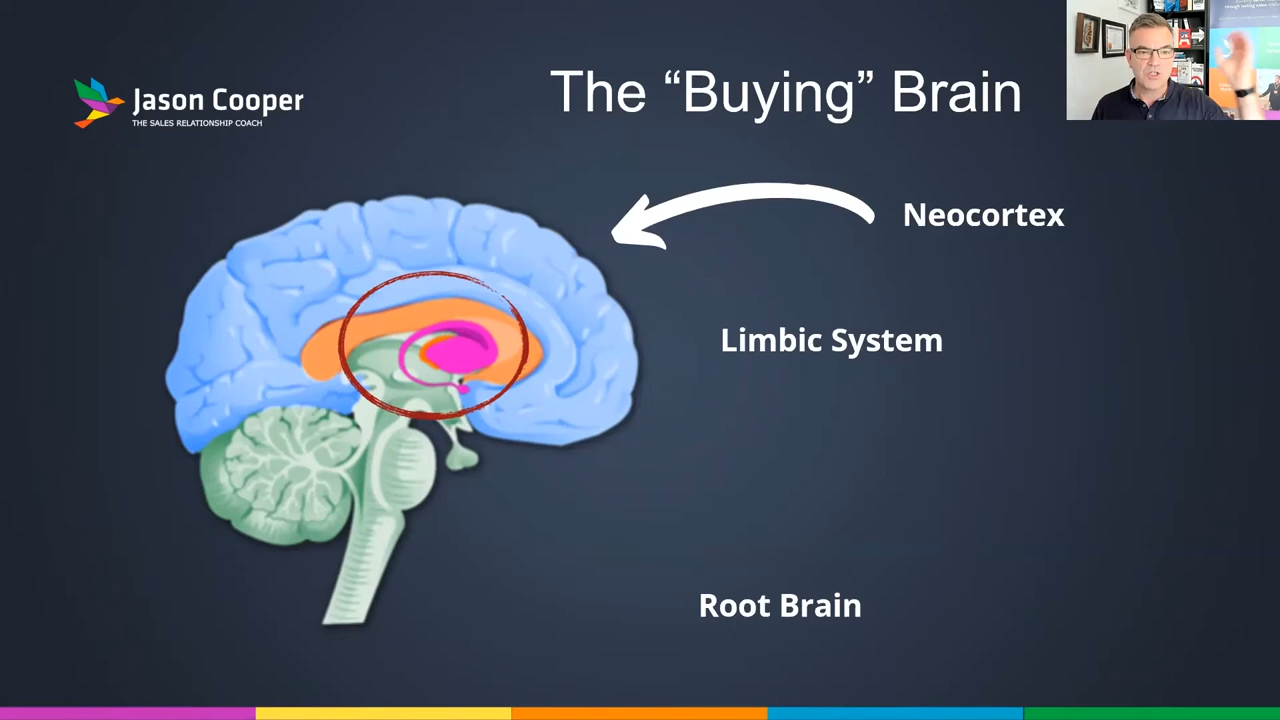 Jason Cooper
THE SALES RELATIONSHIP COACH
The “Buying” Brain
Neocortex
Limbic System
Root Brain